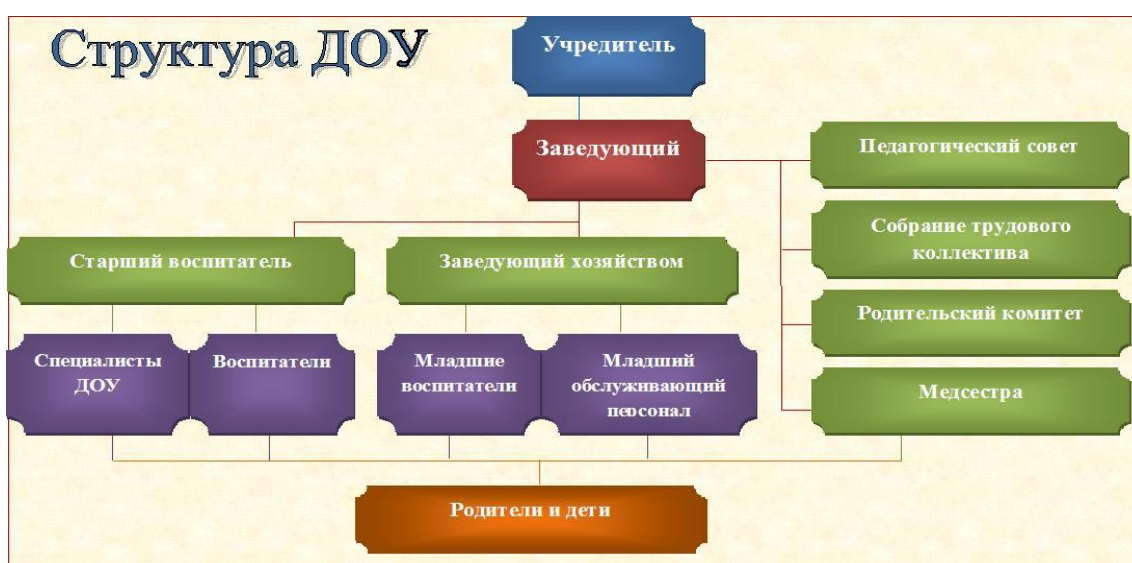 Структура ДОУ
Учредитель
Заведующий
Педагогический совет
Собрание трудового
коллектива
Родительский комитет
Медсестра
Старший воспитатель
Заведующий хозяйством
Специалисты
ДОУ
Воспитатели
Младшие
воспитатели
Младший
обслуживающий
персонал
Родители и дети